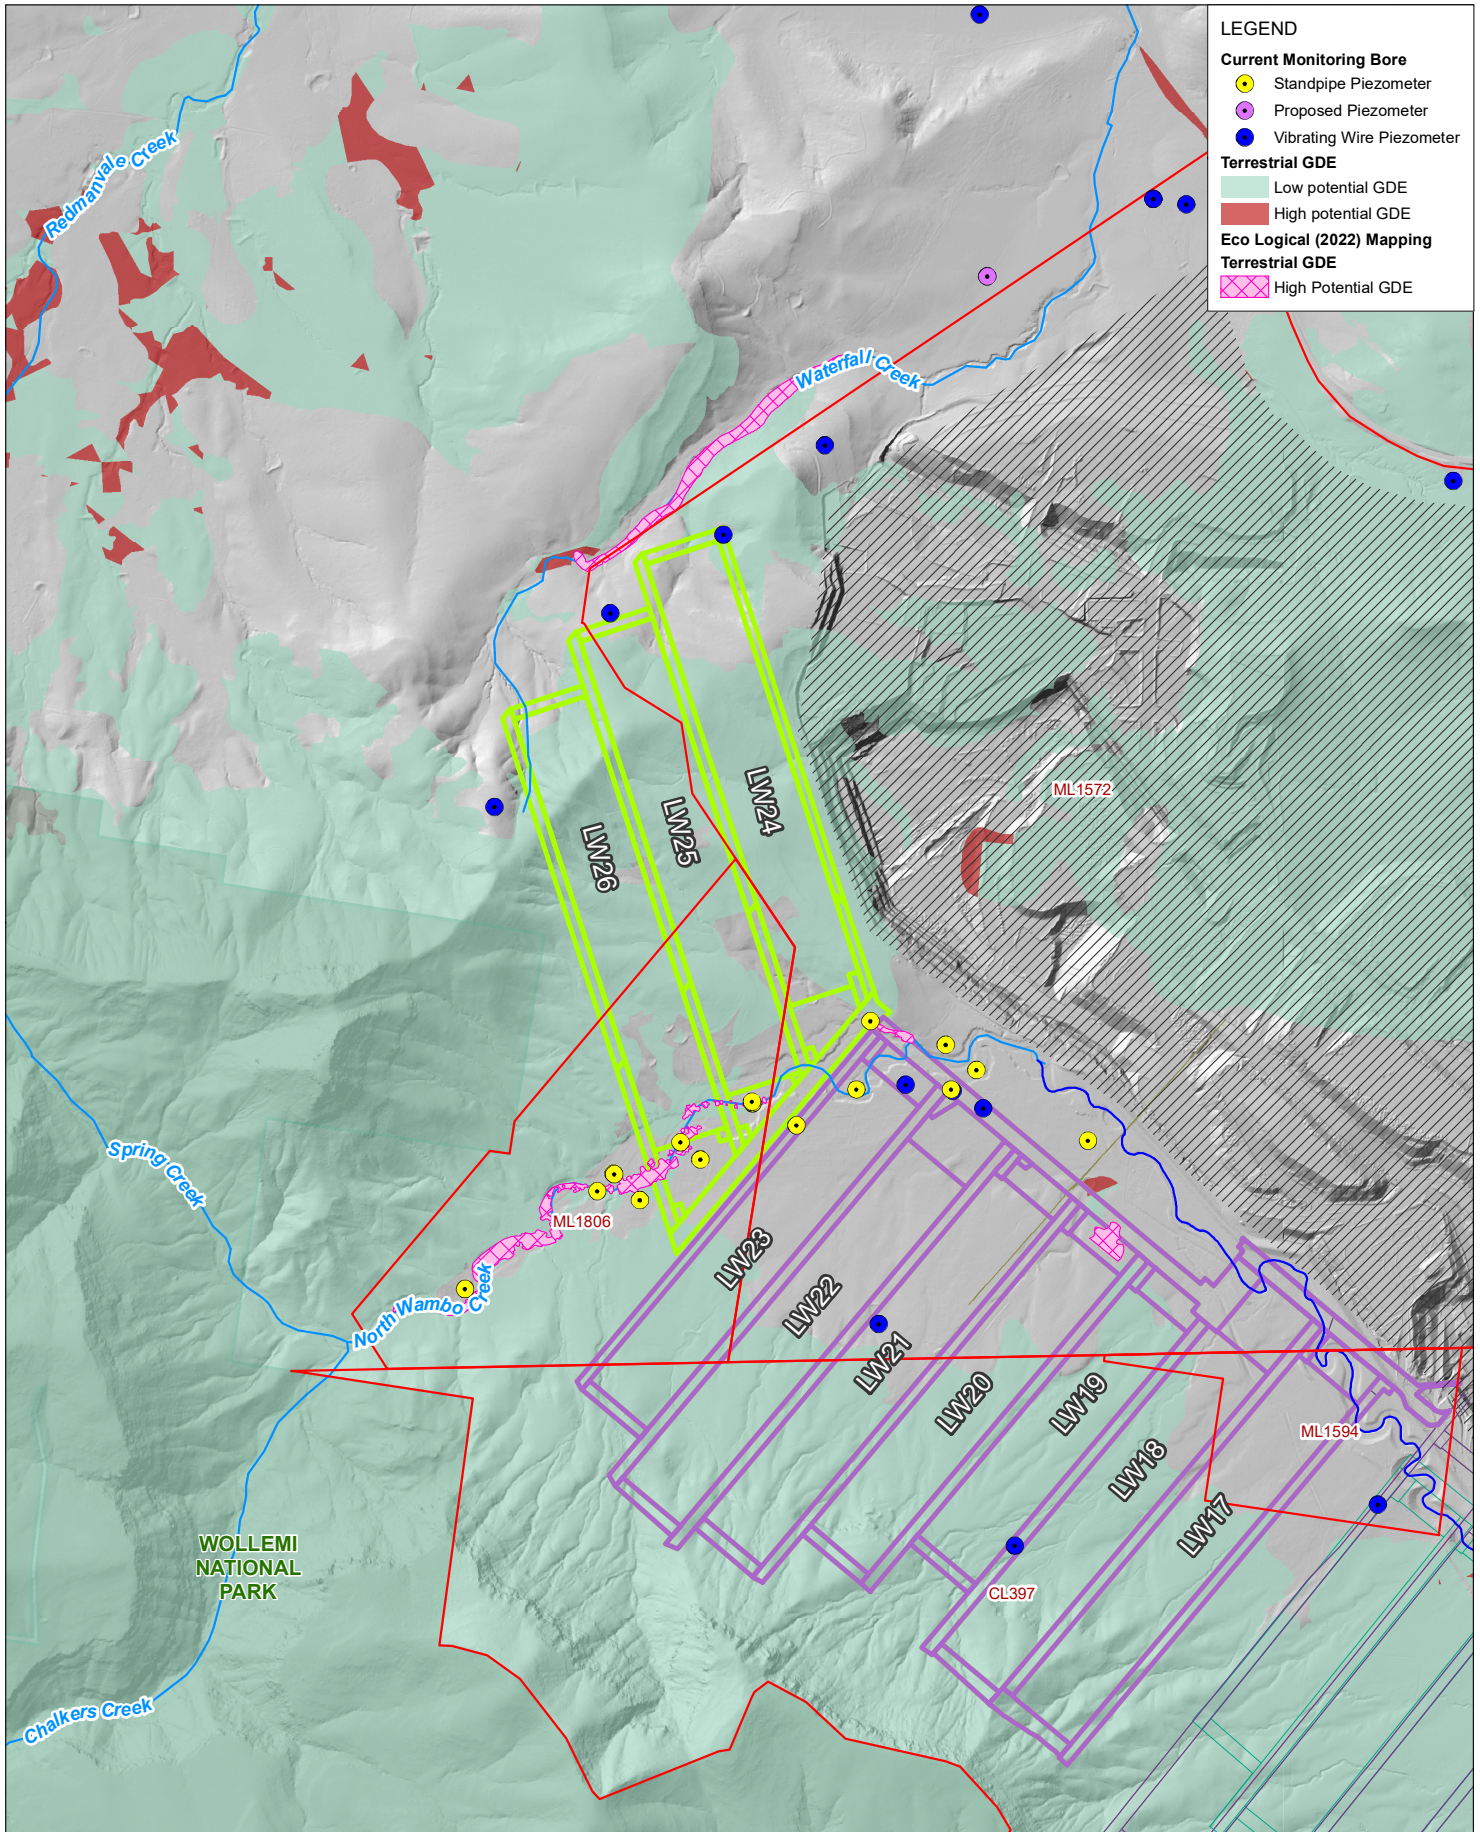 LEGEND
Current Monitoring Bore
Standpipe Piezometer
Proposed Piezometer
Vibrating Wire Piezometer
Terrestrial GDE
Low potential GDE
High potential GDE
Eco Logical (2022) Mapping
Terrestrial GDE
High Potential GDE
Redmanvale Creek
Waterfall Creek
ML1572
LW24
LW25
LW26
Spring Creek
ML1806
North Wambo Creek
LW23
LW22
LW21
LW20
LW19
LW18
LW17
ML1594
CL397
WOLLEMI
NATIONAL
PARK
Chalkers Creek